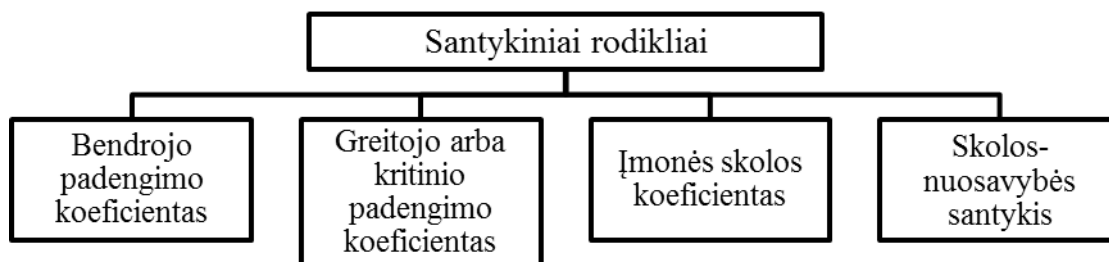 Santykiniai rodikliai
Bendrojo
padengimo
koeficientas
Greitojo arba
kritinio
padengimo
koeficientas
Įmonės skolos
koeficientas
Skolos-
nuosavybės
santykis